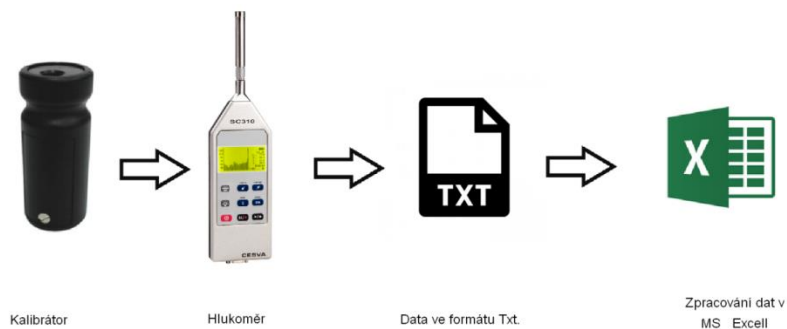 SC310
CESVA
TXT
X
Kalibrátor
Hlukoměr
Data ve formátu Txt.
Zpracování dat v
MS Excell